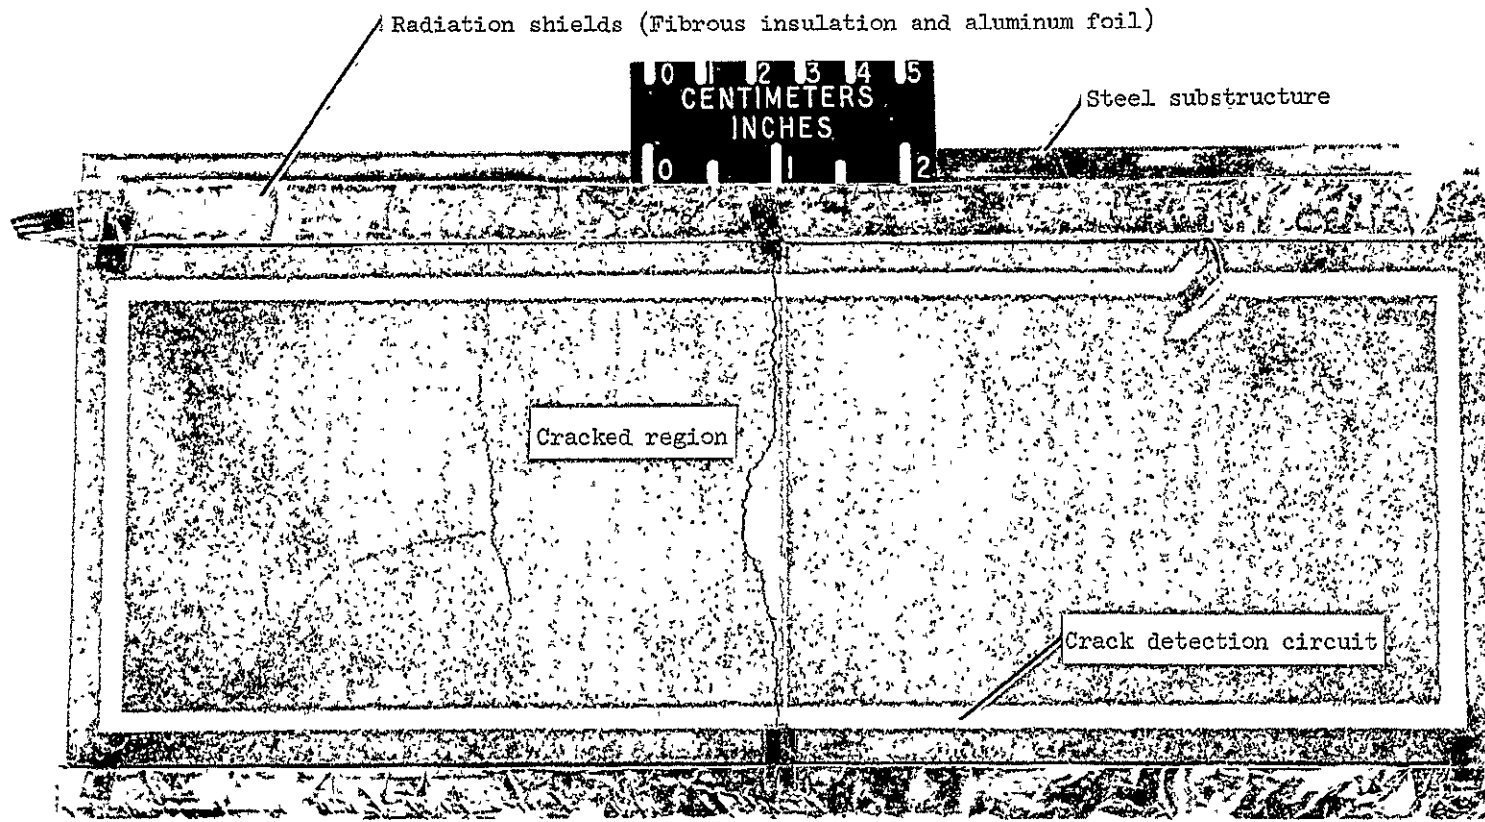 Radiation shields (Fibrous insulation and aluminum foil)
0 1 2 3 4 5
CENTIMETERS
INCHES
0 1 2
Steel substructure
Cracked region
Crack detection circuit